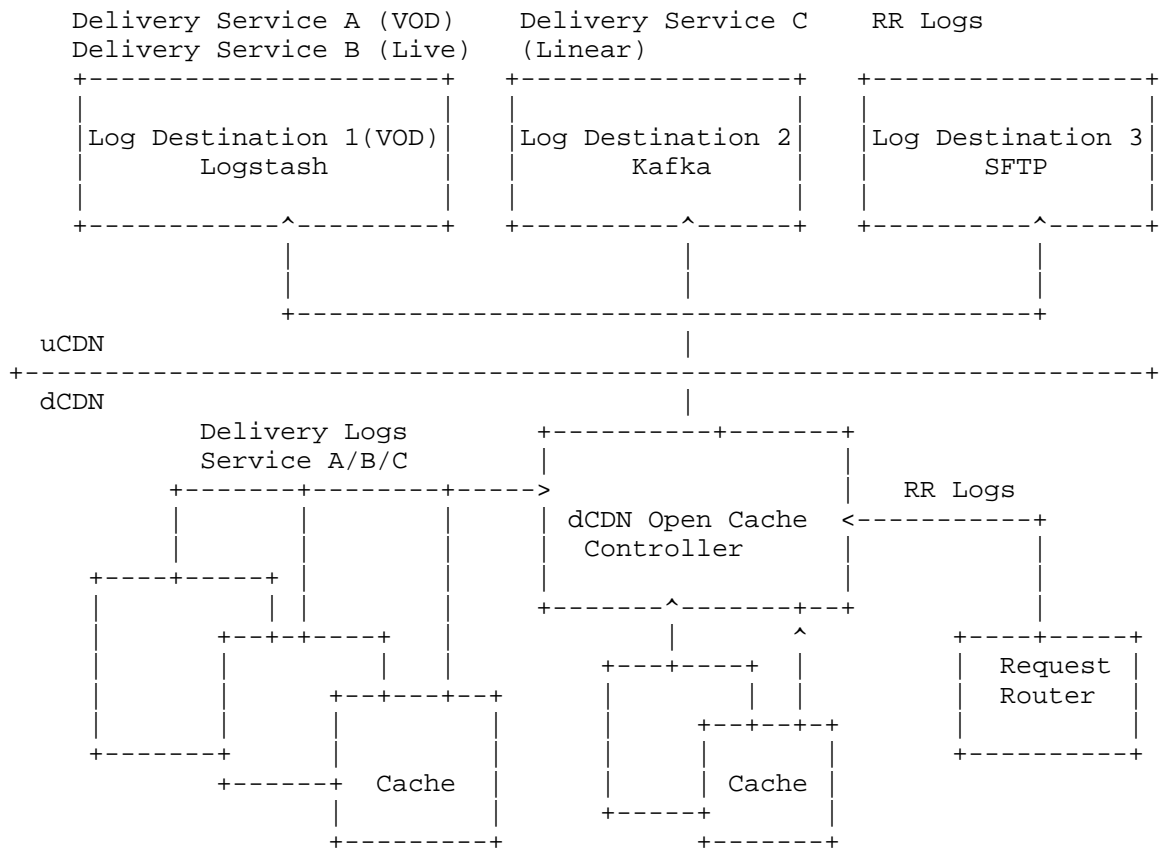 Delivery Service A (VOD) Delivery Service C RR Logs
Delivery Service B (Live) (Linear)
Log Destination 1(VOD) Log Destination 2 Log Destination 3
Logstash Kafka SFTP
uCDN
dCDN
Delivery Logs
Service A/B/C
RR Logs
dCDN Open Cache
Controller
Request
Router
Cache Cache